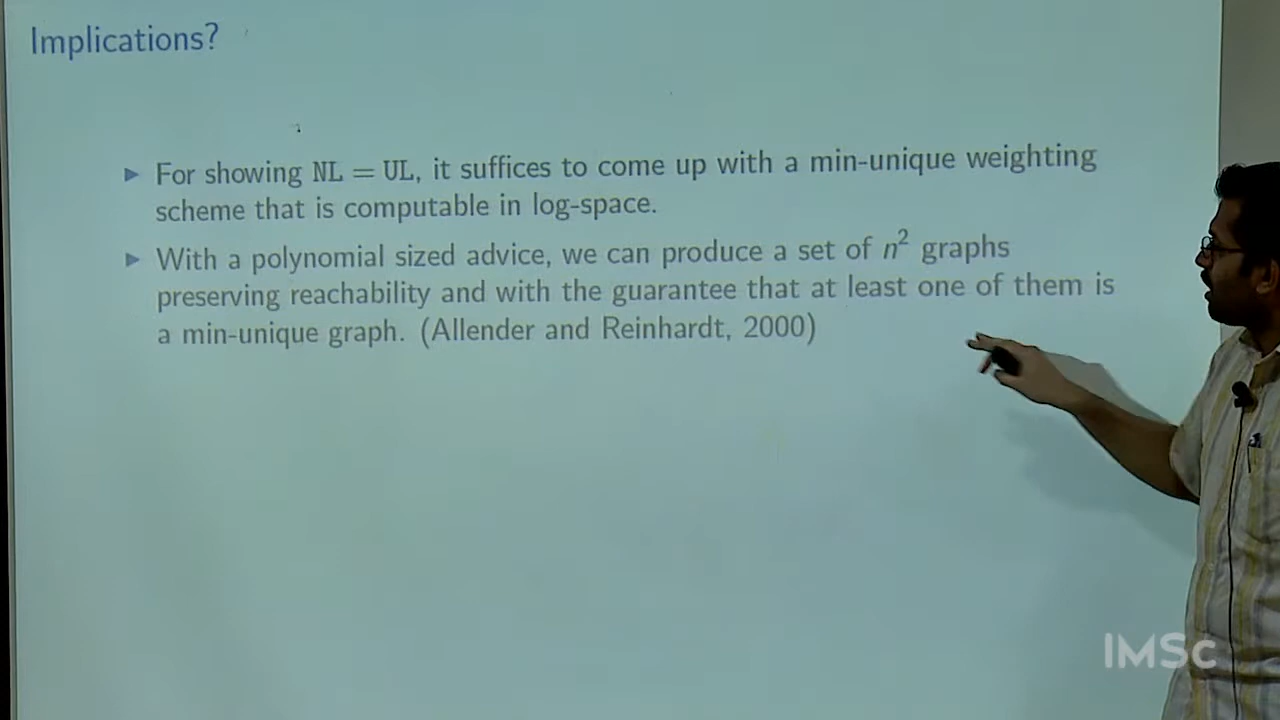 Implications?
▶ For showing NL = UL, it suffices to come up with a min-unique weighting
scheme that is computable in log-space.
▶ With a polynomial sized advice, we can produce a set of n² graphs
preserving reachability and with the guarantee that at least one of them is
a min-unique graph. (Allender and Reinhardt, 2000)
IMSc